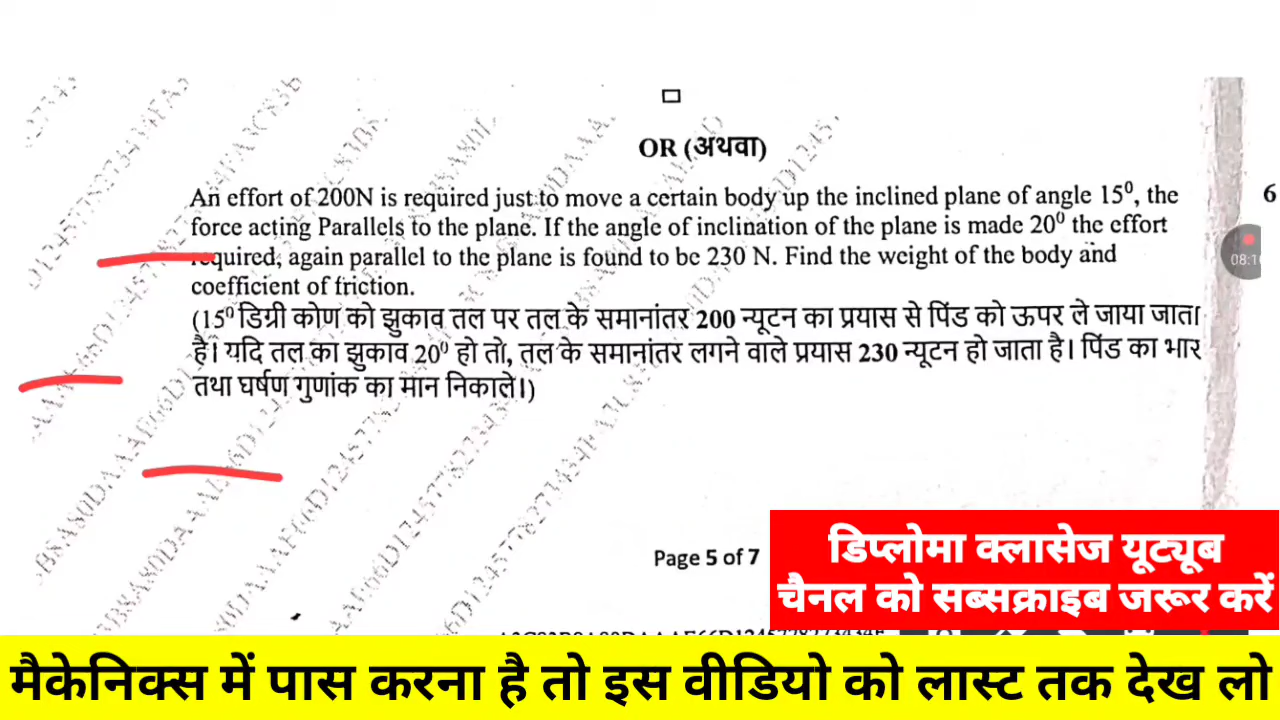 OR (अथवा)
An effort of 200N is required just to move a certain body up the inclined plane of angle 15⁰, the
6
force acting Parallels to the plane. If the angle of inclination of the plane is made 20⁰ the effort
required, again parallel to the plane is found to be 230 N. Find the weight of the body and
08:10
coefficient of friction.
(15⁰ डिग्री कोण को झुकाव तल पर तल के समानांतर 200 न्यूटन का प्रयास से पिंड को ऊपर ले जाया जाता
है। यदि तल का झुकाव 20⁰ हो तो, तल के समानांतर लगने वाले प्रयास 230 न्यूटन हो जाता है। पिंड का भार
तथा घर्षण गुणांक का मान निकाले।)
Page 5 of 7
डिप्लोमा क्लासेज यूट्यूब
चैनल को सब्सक्राइब जरूर करें
मैकेनिक्स में पास करना है तो इस वीडियो को लास्ट तक देख लो